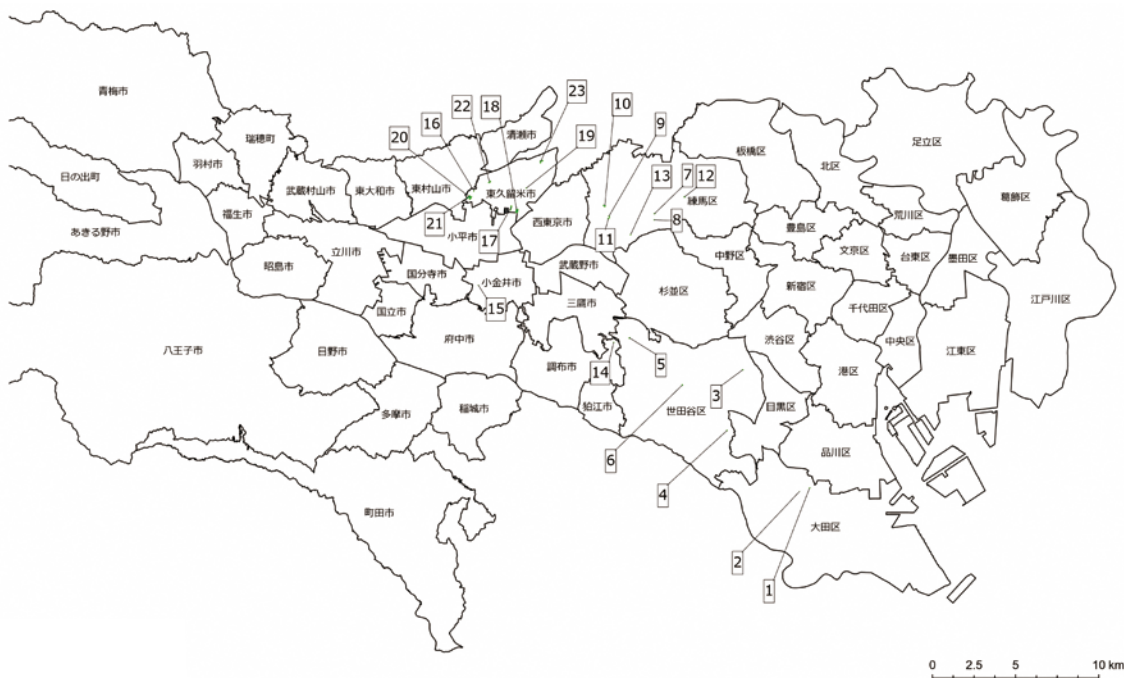 青梅市
瑞穂町
羽村市
日の出町
あきる野市
福生市
武蔵村山市
東大和市
東村山市
清瀬市
東久留米市
西東京市
小平市
立川市
昭島市
国分寺市
小金井市
国立市
武蔵野市
三鷹市
八王子市
日野市
府中市
調布市
狛江市
多摩市
稲城市
町田市
板橋区
練馬区
北区
足立区
葛飾区
荒川区
豊島区
文京区
台東区
墨田区
中野区
杉並区
新宿区
千代田区
江戸川区
渋谷区
中央区
港区
江東区
世田谷区
目黒区
品川区
大田区
22
18
23
10
9
20
16
19
13
7
12
21
17
11
8
15
14
5
3
6
4
2
1
0 2.5 5 10 km